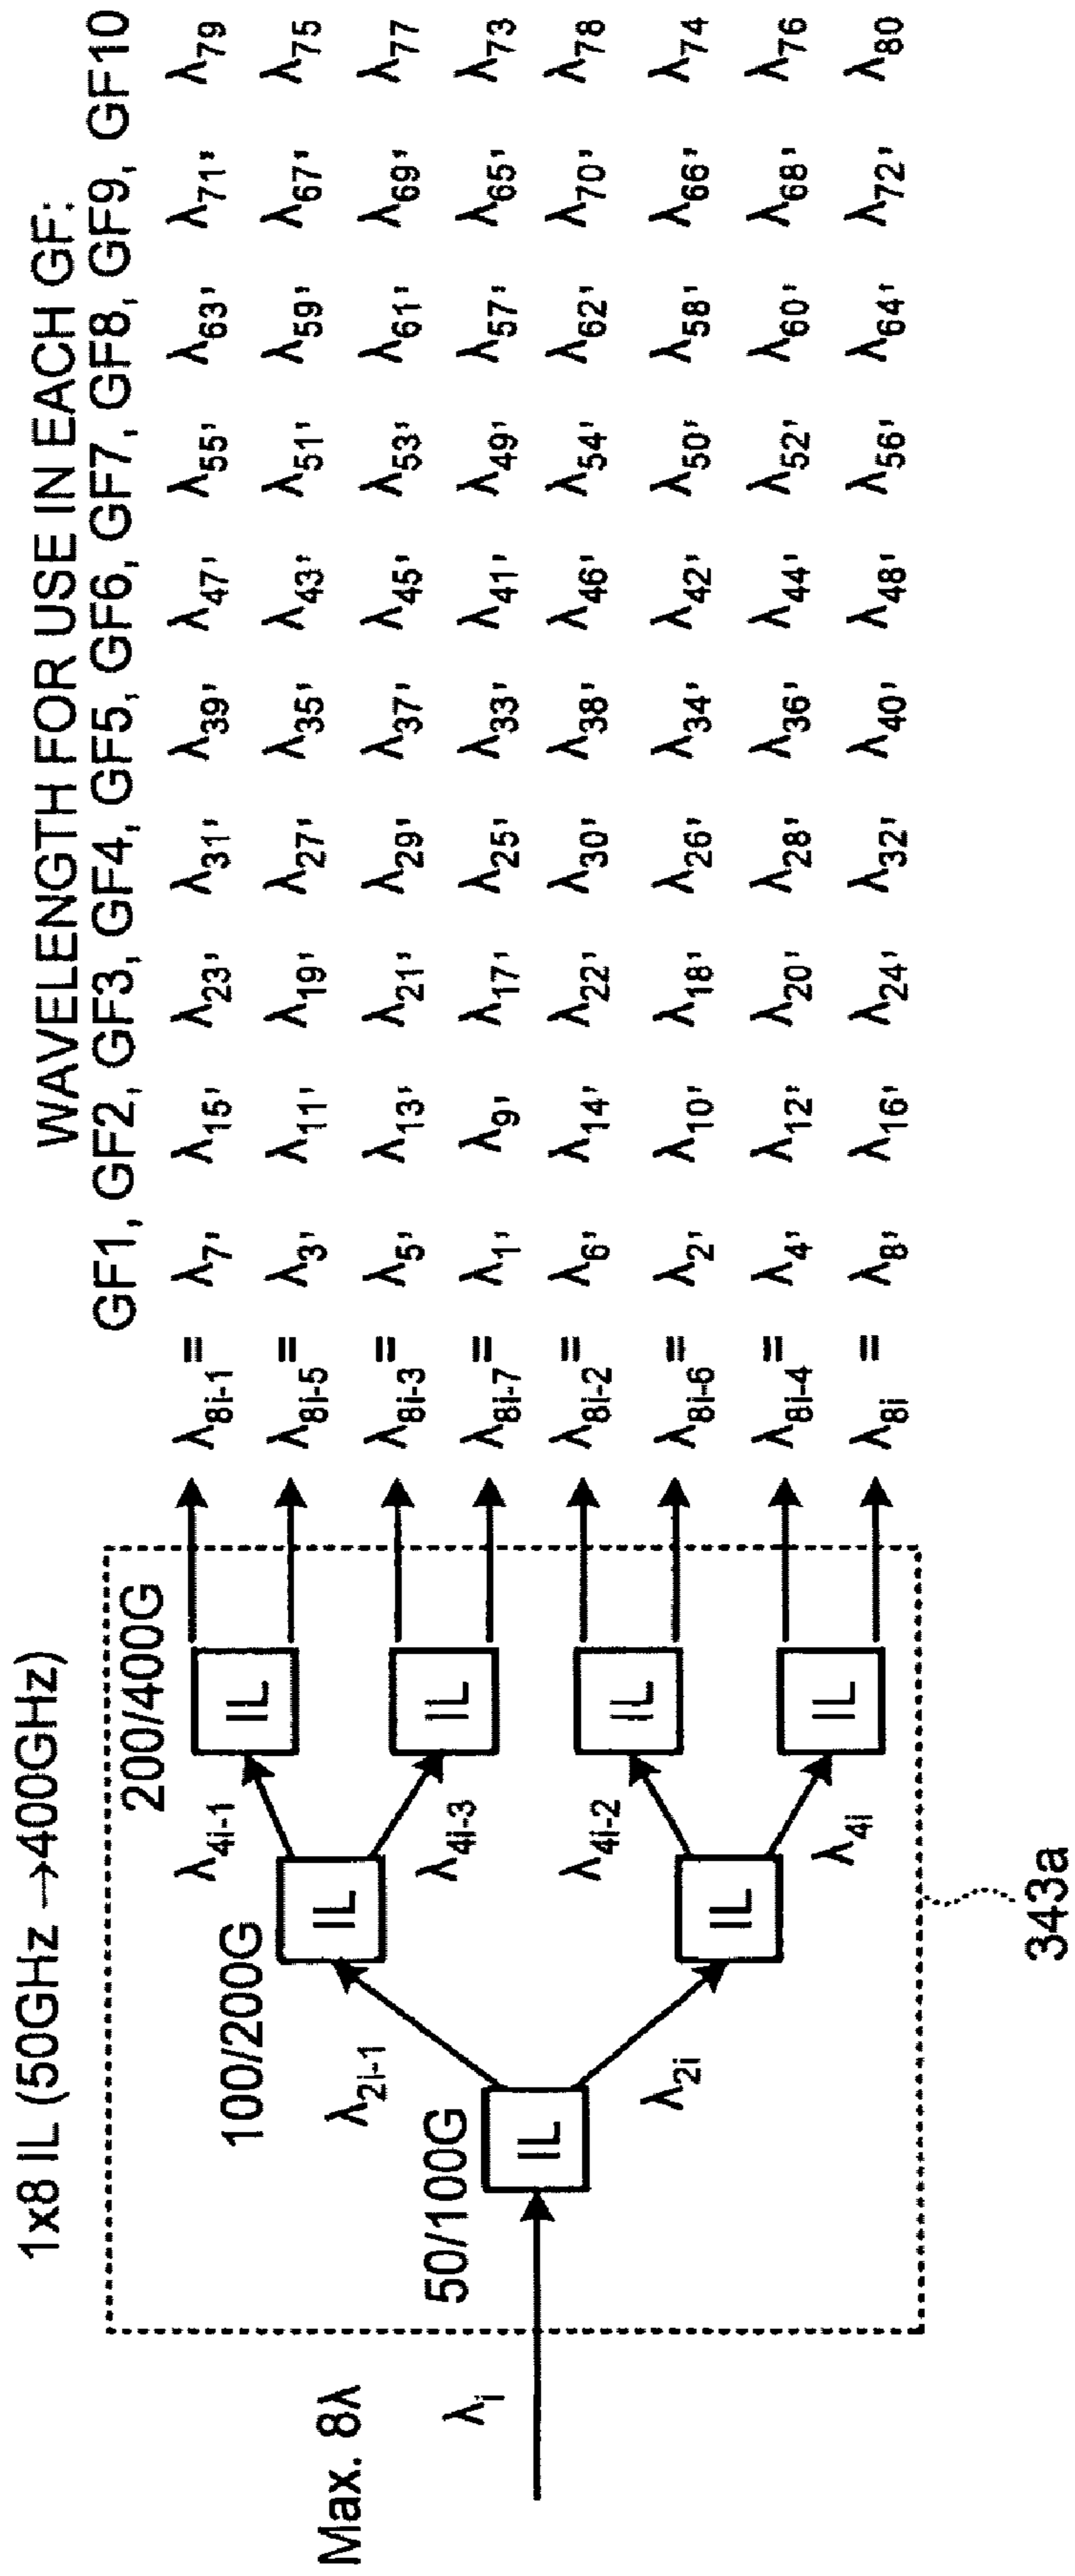 1x8 IL (50GHz →400GHz)
WAVELENGTH FOR USE IN EACH GF:
GF1, GF2, GF3, GF4, GF5, GF6, GF7, GF8, GF9, GF10
Max. 8λ
λi
50/100G
IL
λ2i-1
λ2i
100/200G
IL
IL
λ4i-1
λ4i-3
λ4i-2
λ4i
200/400G
IL
IL
IL
IL
λ8i-1 = λ7, λ15, λ23, λ31, λ39, λ47, λ55, λ63, λ71, λ79
λ8i-5 = λ3, λ11, λ19, λ27, λ35, λ43, λ51, λ59, λ67, λ75
λ8i-3 = λ5, λ13, λ21, λ29, λ37, λ45, λ53, λ61, λ69, λ77
λ8i-7 = λ1, λ9, λ17, λ25, λ33, λ41, λ49, λ57, λ65, λ73
λ8i-2 = λ6, λ14, λ22, λ30, λ38, λ46, λ54, λ62, λ70, λ78
λ8i-6 = λ2, λ10, λ18, λ26, λ34, λ42, λ50, λ58, λ66, λ74
λ8i-4 = λ4, λ12, λ20, λ28, λ36, λ44, λ52, λ60, λ68, λ76
λ8i = λ8, λ16, λ24, λ32, λ40, λ48, λ56, λ64, λ72, λ80
343a